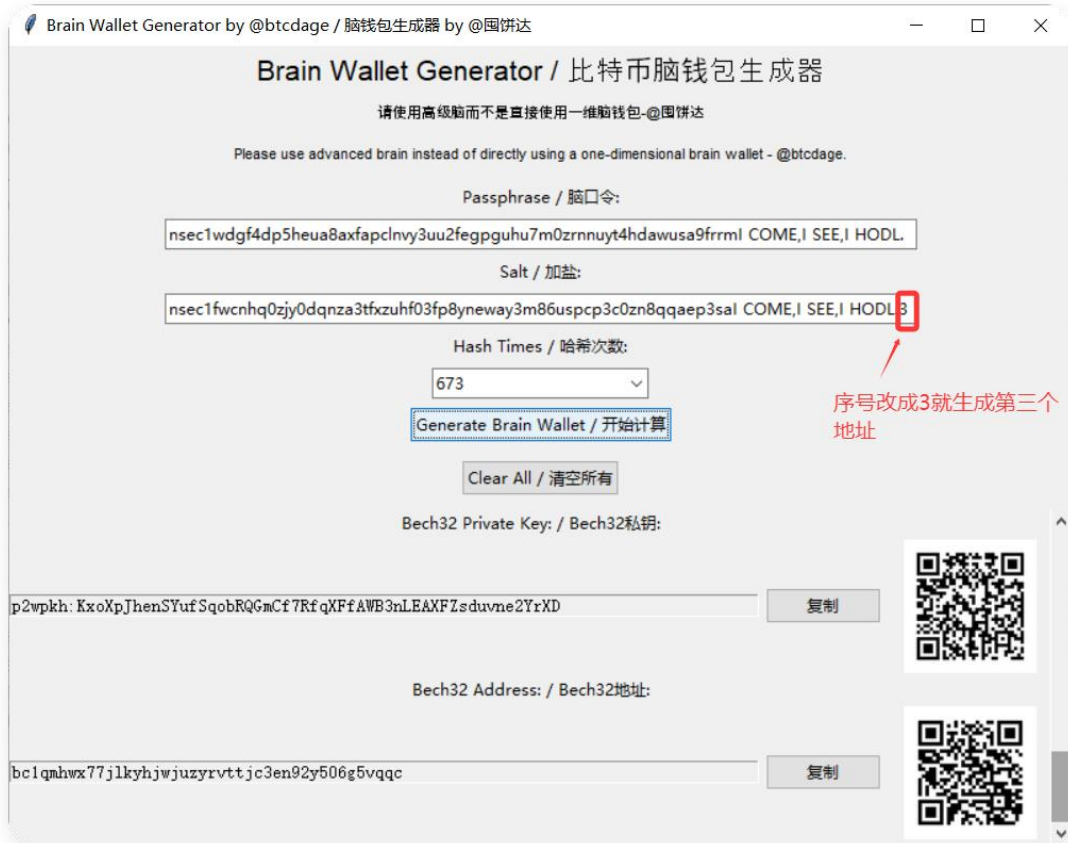 Brain Wallet Generator by @btcdage / 脑钱包生成器 by @囤饼达
Brain Wallet Generator / 比特币脑钱包生成器
请使用高级脑而不是直接使用一维脑钱包-@囤饼达
Please use advanced brain instead of directly using a one-dimensional brain wallet - @btcdage.
Passphrase / 脑口令:
nsec1wdgf4dp5heua8axfapclnvy3uu2fegpguhu7m0zrnnuyt4hdawusa9frrmI COME,I SEE,I HODL.
Salt / 加盐:
nsec1fwcnhq0zjy0dqnza3tfxzuhf03fp8yneway3m86uspcp3c0zn8qqaep3saI COME,I SEE,I HODL.3
Hash Times / 哈希次数:
673
Generate Brain Wallet / 开始计算
序号改成3就生成第三个
地址
Clear All / 清空所有
Bech32 Private Key: / Bech32私钥:
p2wpkh:KxoXpJhenSYufSqobRQGmCf7RfqXFfAWB3nLEAXFZsduvne2YrXD
复制
Bech32 Address: / Bech32地址:
bc1qmhwx77jlkyhjwjuzyrvttjc3en92y506g5vqqc
复制